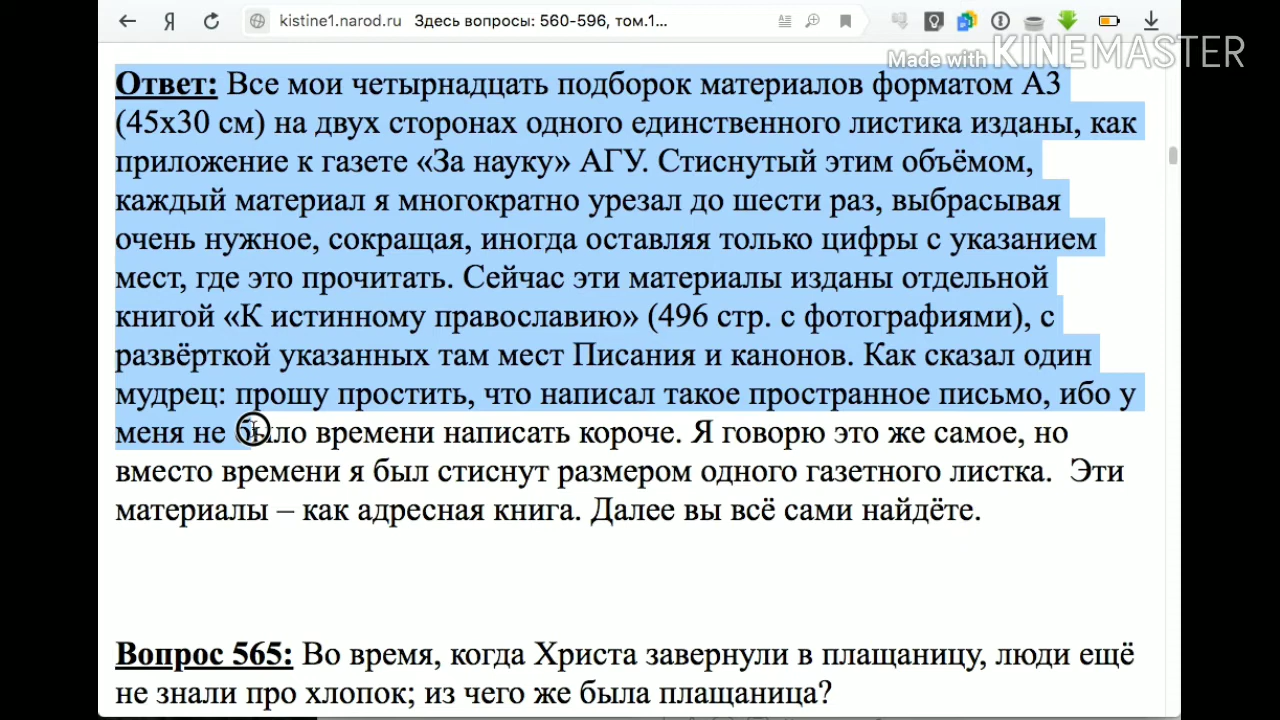 kistine1.narod.ru Здесь вопросы: 560-596, том.1...
Made with KINEMASTER
Ответ: Все мои четырнадцать подборок материалов форматом А3
(45х30 см) на двух сторонах одного единственного листика изданы, как
приложение к газете «За науку» АГУ. Стиснутый этим объёмом,
каждый материал я многократно урезал до шести раз, выбрасывая
очень нужное, сокращая, иногда оставляя только цифры с указанием
мест, где это прочитать. Сейчас эти материалы изданы отдельной
книгой «К истинному православию» (496 стр. с фотографиями), с
развёрткой указанных там мест Писания и канонов. Как сказал один
мудрец: прошу простить, что написал такое пространное письмо, ибо у
меня не было времени написать короче. Я говорю это же самое, но
вместо времени я был стиснут размером одного газетного листка. Эти
материалы – как адресная книга. Далее вы всё сами найдёте.
Вопрос 565: Во время, когда Христа завернули в плащаницу, люди ещё
не знали про хлопок; из чего же была плащаница?